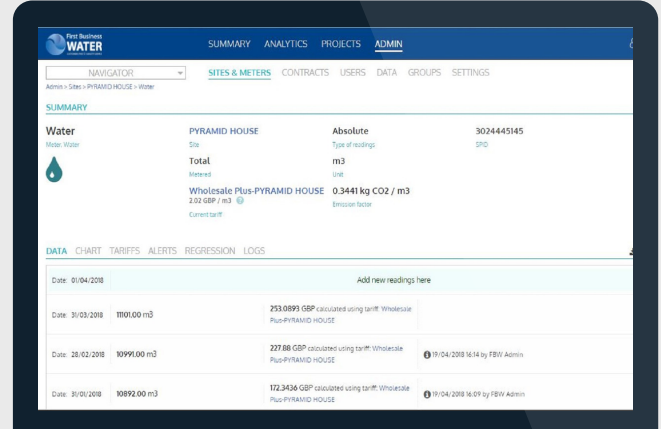 First Business
WATER
SUMMARY ANALYTICS PROJECTS ADMIN
NAVIGATOR
SITES & METERS CONTRACTS USERS DATA GROUPS SETTINGS
Admin > Sites > PYRAMID HOUSE > Water
SUMMARY
Water PYRAMID HOUSE Absolute 3024445145
Meter, Water Site Type of readings SPID
Total m3
Metered Unit
Wholesale Plus-PYRAMID HOUSE 0.3441 kg CO2 / m3
2.02 GBP / m3 Emission factor
Current tariff
DATA CHART TARIFFS ALERTS REGRESSION LOGS
Date: 01/04/2018 Add new readings here
Date: 31/03/2018 11101.00 m3 253.0893 GBP calculated using tariff: Wholesale
Plus-PYRAMID HOUSE
Date: 28/02/2018 10991.00 m3 227.88 GBP calculated using tariff: Wholesale
Plus-PYRAMID HOUSE 19/04/2018 16:14 by FBW Admin
Date: 31/01/2018 10892.00 m3 172.3436 GBP calculated using tariff: Wholesale
Plus-PYRAMID HOUSE 19/04/2018 16:09 by FBW Admin